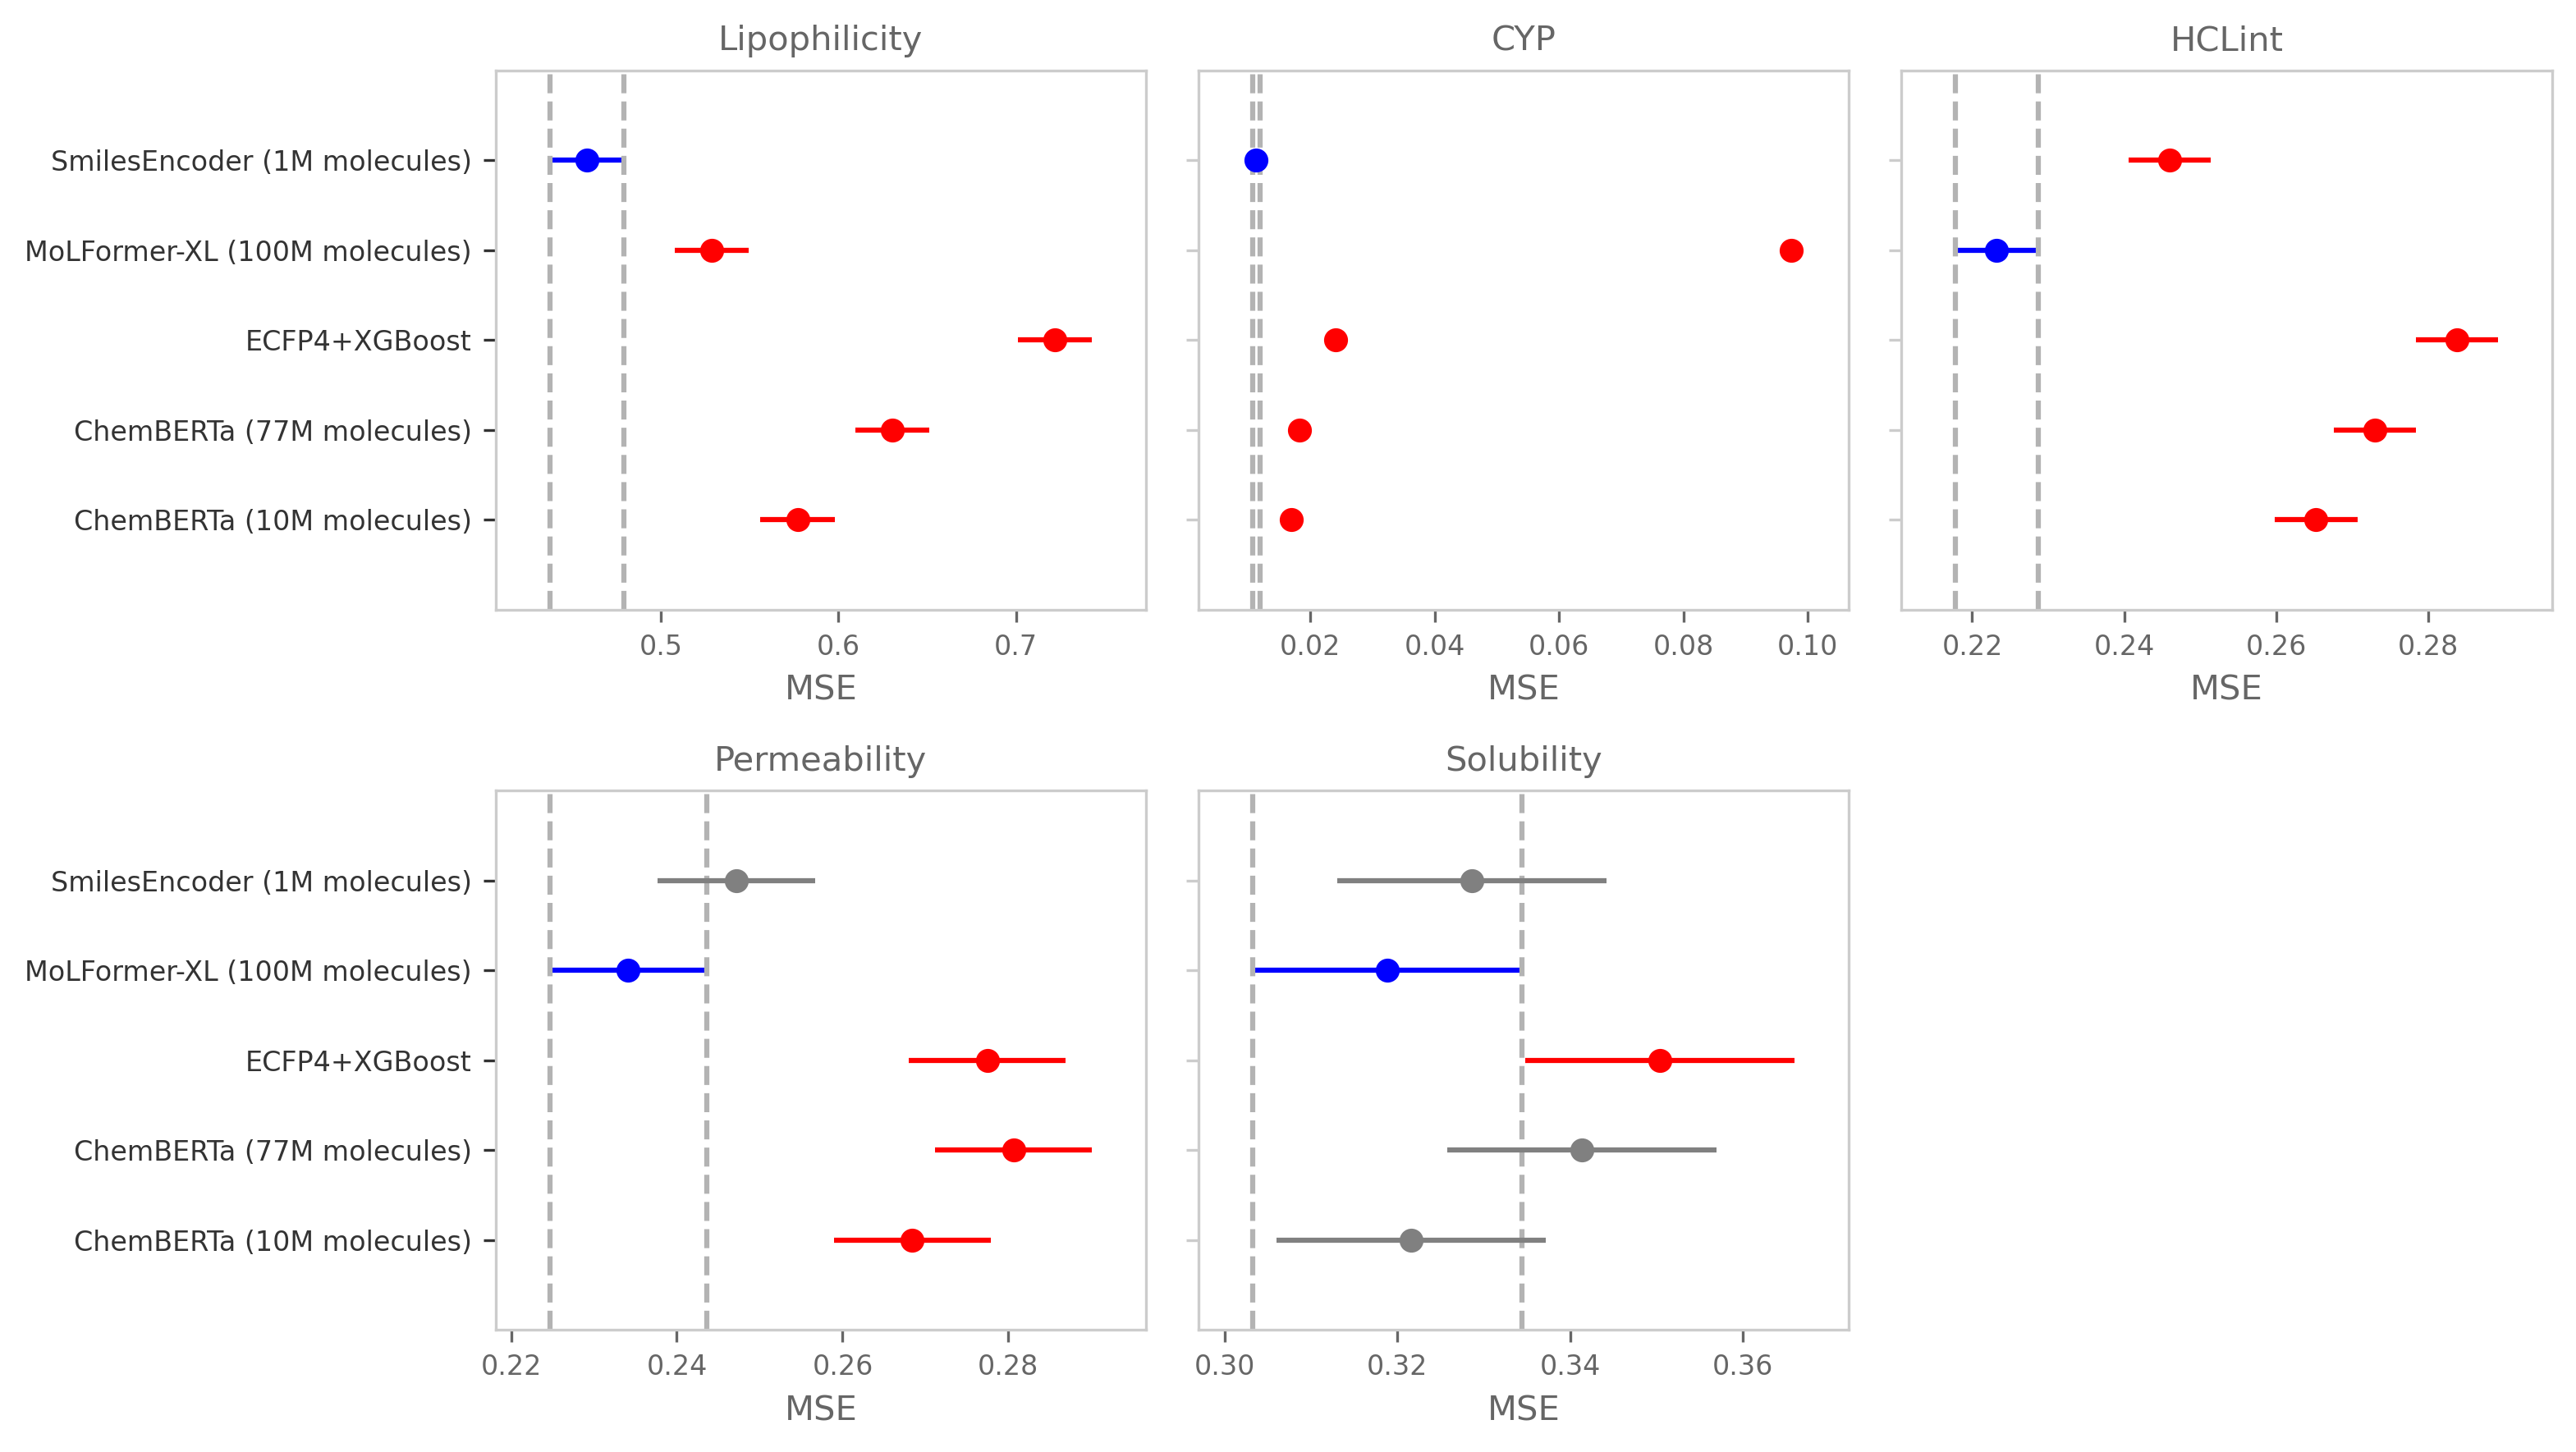 Lipophilicity
CYP
HCLint
SmilesEncoder (1M molecules)
MoLFormer-XL (100M molecules)
ECFP4+XGBoost
ChemBERTa (77M molecules)
ChemBERTa (10M molecules)
0.5 0.6 0.7
0.02 0.04 0.06 0.08 0.10
0.22 0.24 0.26 0.28
MSE
MSE
MSE
Permeability
Solubility
SmilesEncoder (1M molecules)
MoLFormer-XL (100M molecules)
ECFP4+XGBoost
ChemBERTa (77M molecules)
ChemBERTa (10M molecules)
0.22 0.24 0.26 0.28
0.30 0.32 0.34 0.36
MSE
MSE